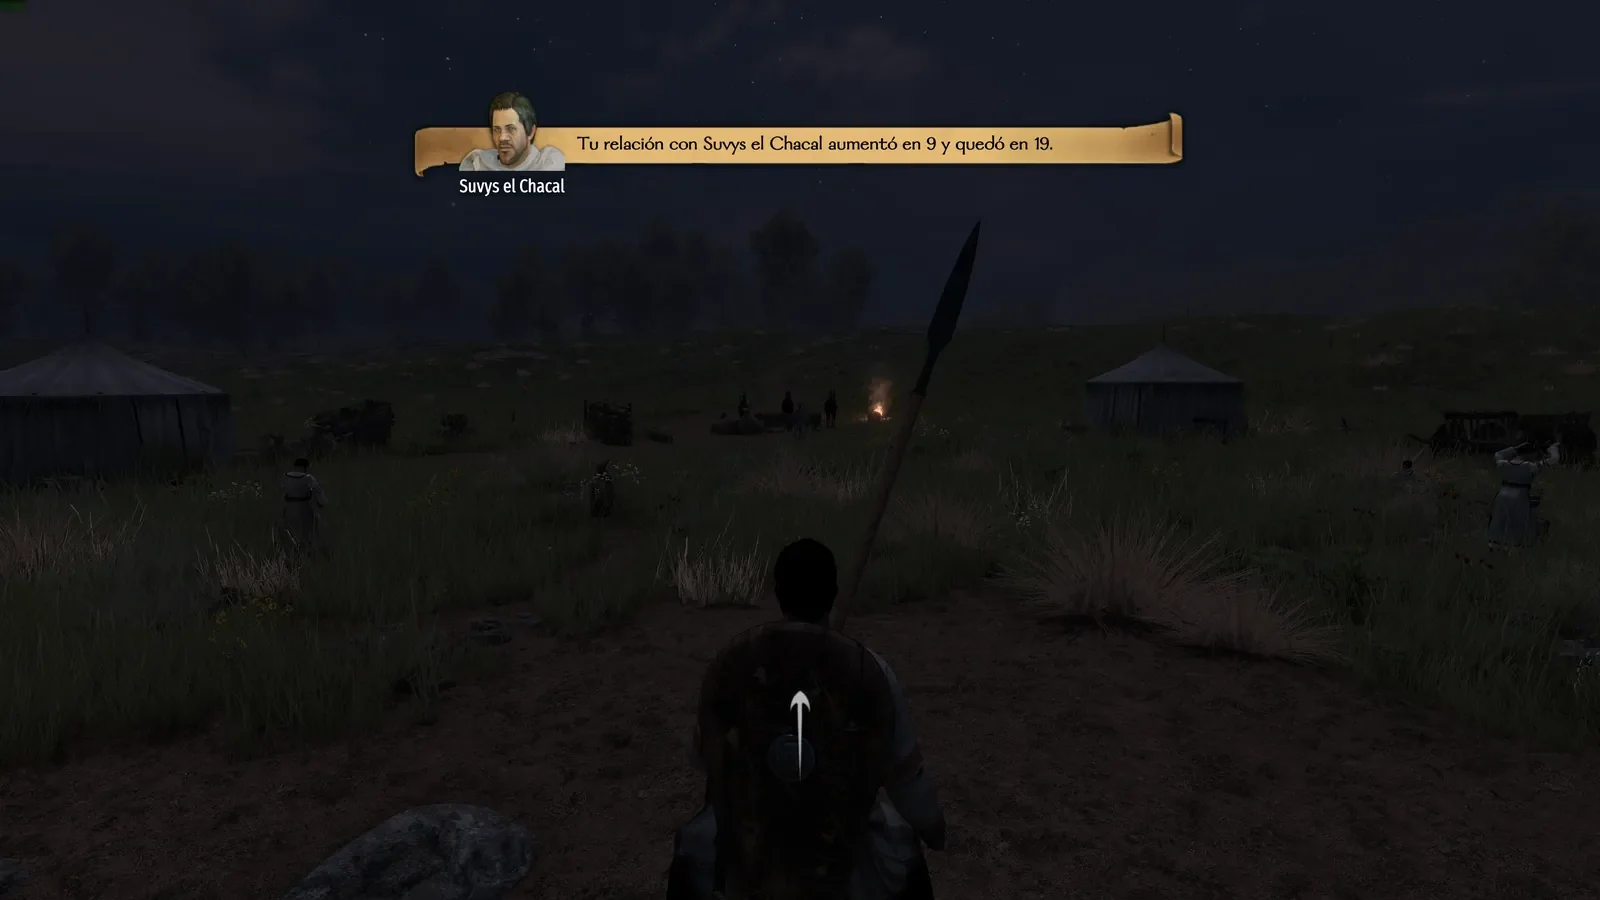 Tu relación con Suvys el Chacal aumentó en 9 y quedó en 19.
Suvys el Chacal